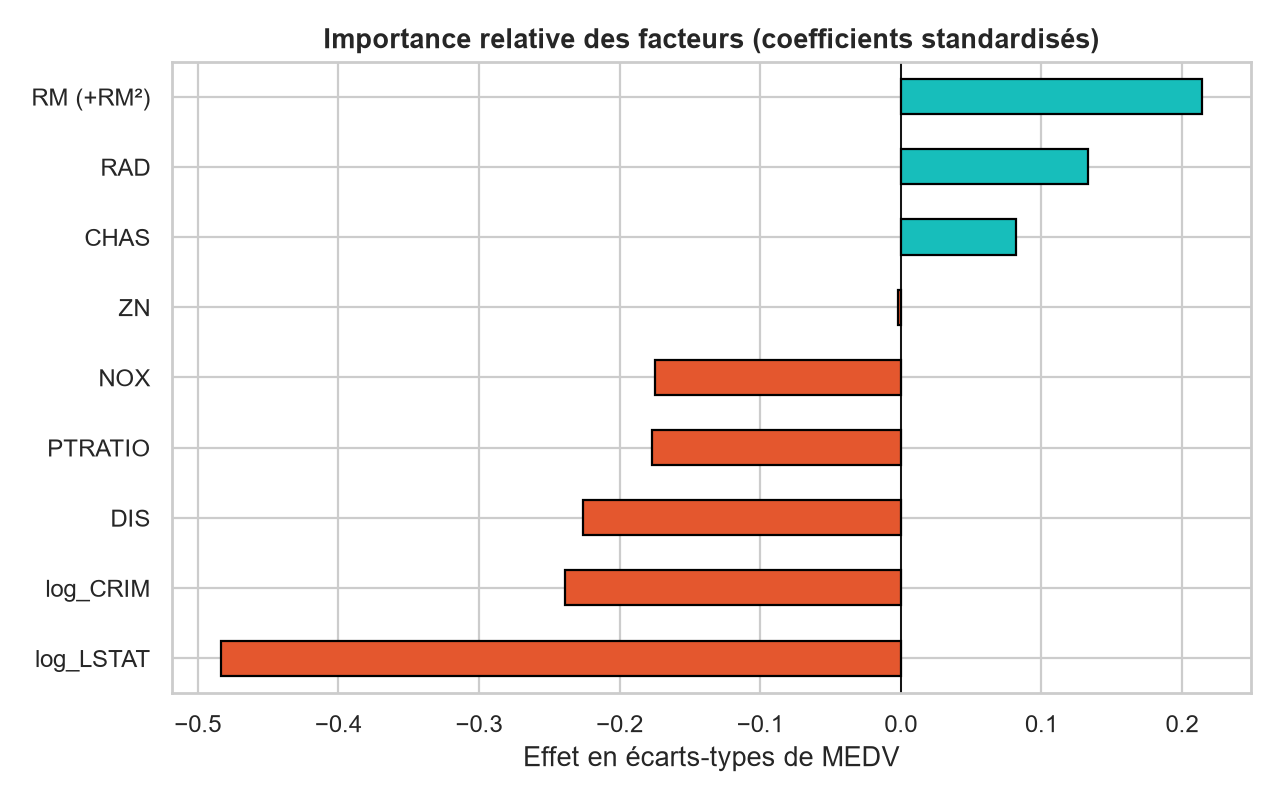 Importance relative des facteurs (coefficients standardisés)
RM (+RM²)
RAD
CHAS
ZN
NOX
PTRATIO
DIS
log_CRIM
log_LSTAT
−0.5 −0.4 −0.3 −0.2 −0.1 0.0 0.1 0.2
Effet en écarts-types de MEDV